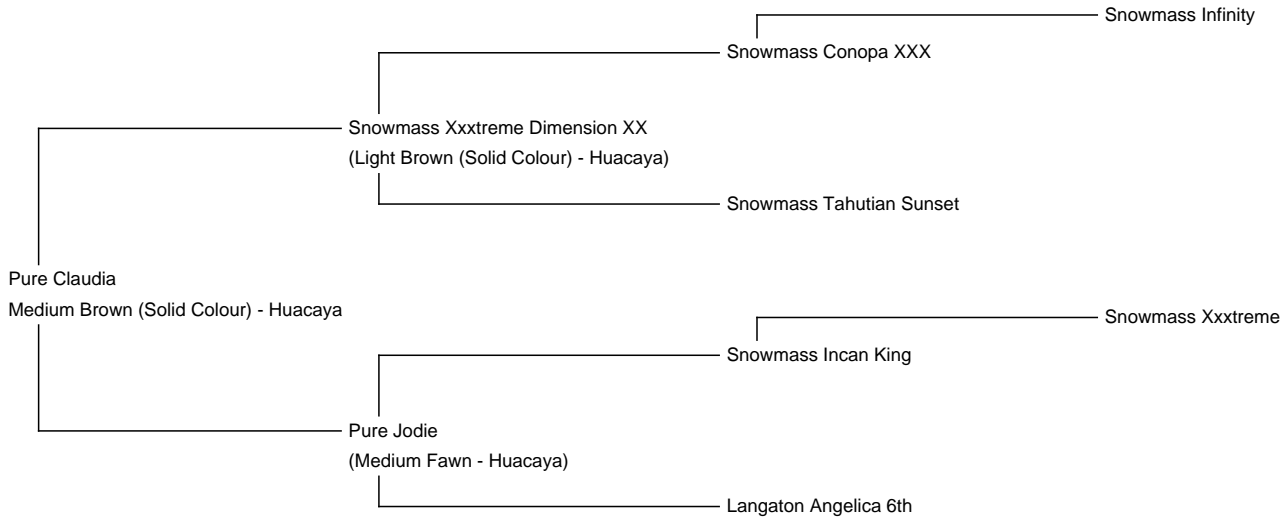 Snowmass Infinity
Snowmass Conopa XXX
Snowmass Xxxtreme Dimension XX
(Light Brown (Solid Colour) - Huacaya)
Snowmass Tahutian Sunset
Pure Claudia
Medium Brown (Solid Colour) - Huacaya
Snowmass Xxxtreme
Snowmass Incan King
Pure Jodie
(Medium Fawn - Huacaya)
Langaton Angelica 6th